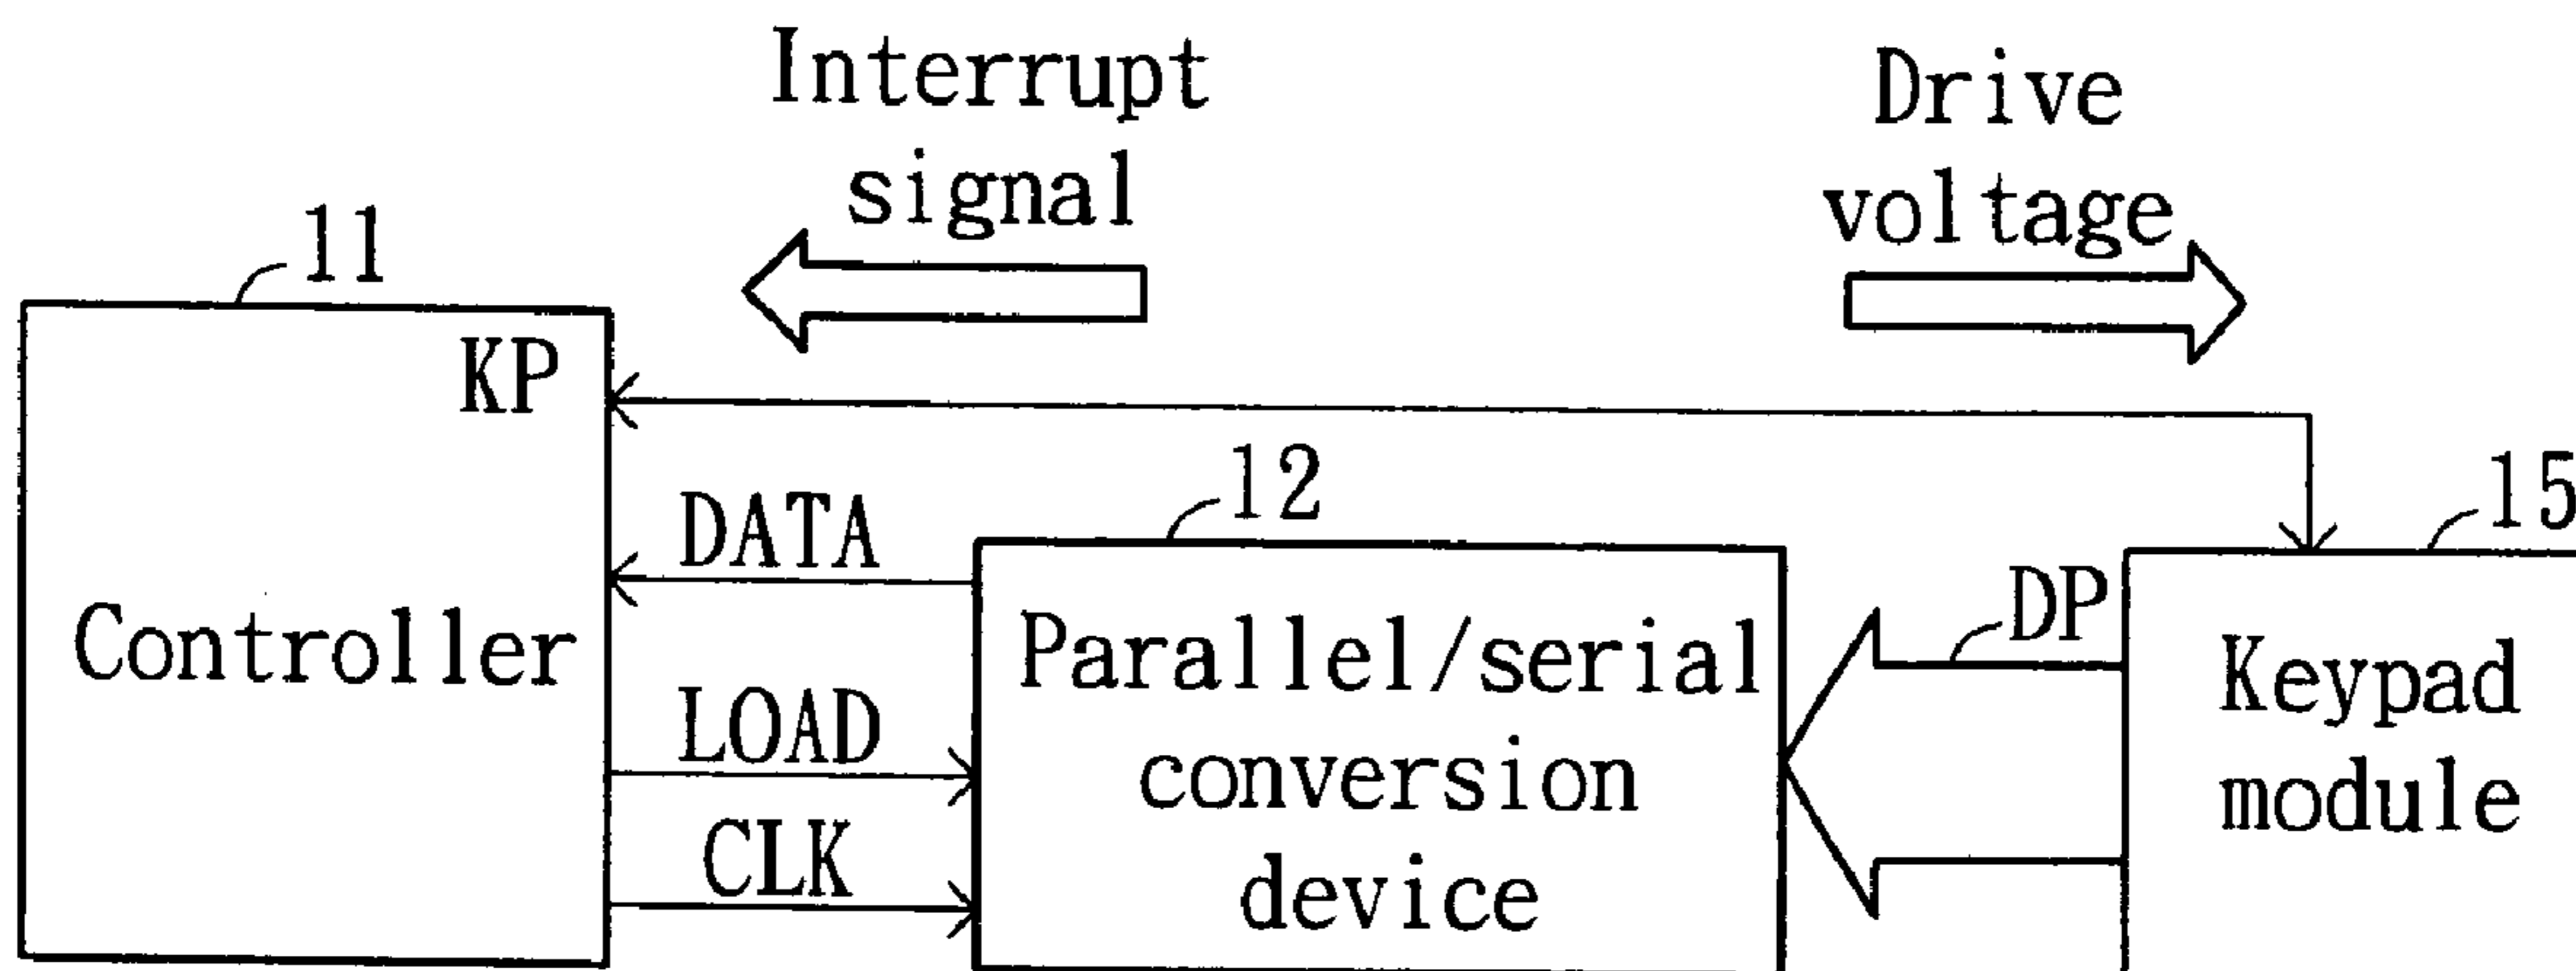 Interrupt
signal
Drive
voltage
11
KP
12
15
DATA
DP
Controller
Parallel/serial
conversion
device
Keypad
module
LOAD
CLK